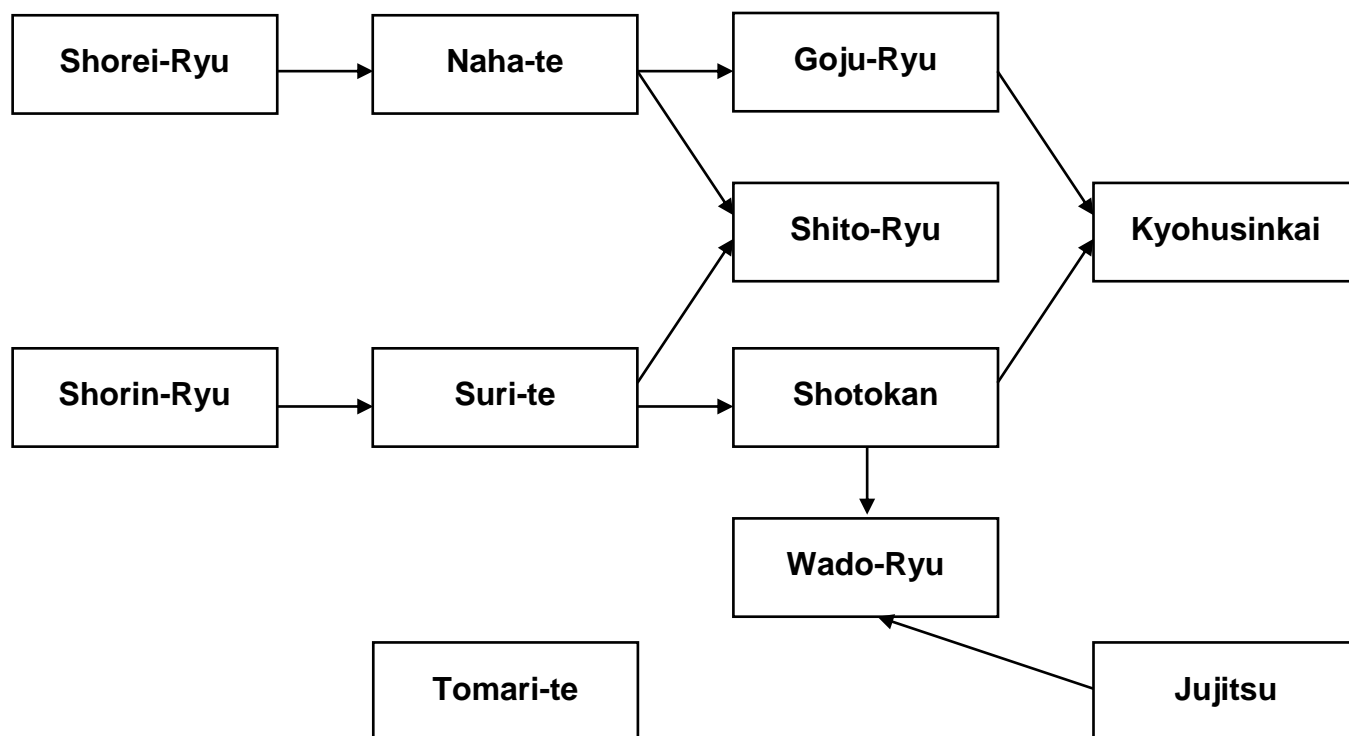 Shorei-Ryu
Naha-te
Goju-Ryu
Shito-Ryu
Kyohusinkai
Shorin-Ryu
Suri-te
Shotokan
Wado-Ryu
Tomari-te
Jujitsu